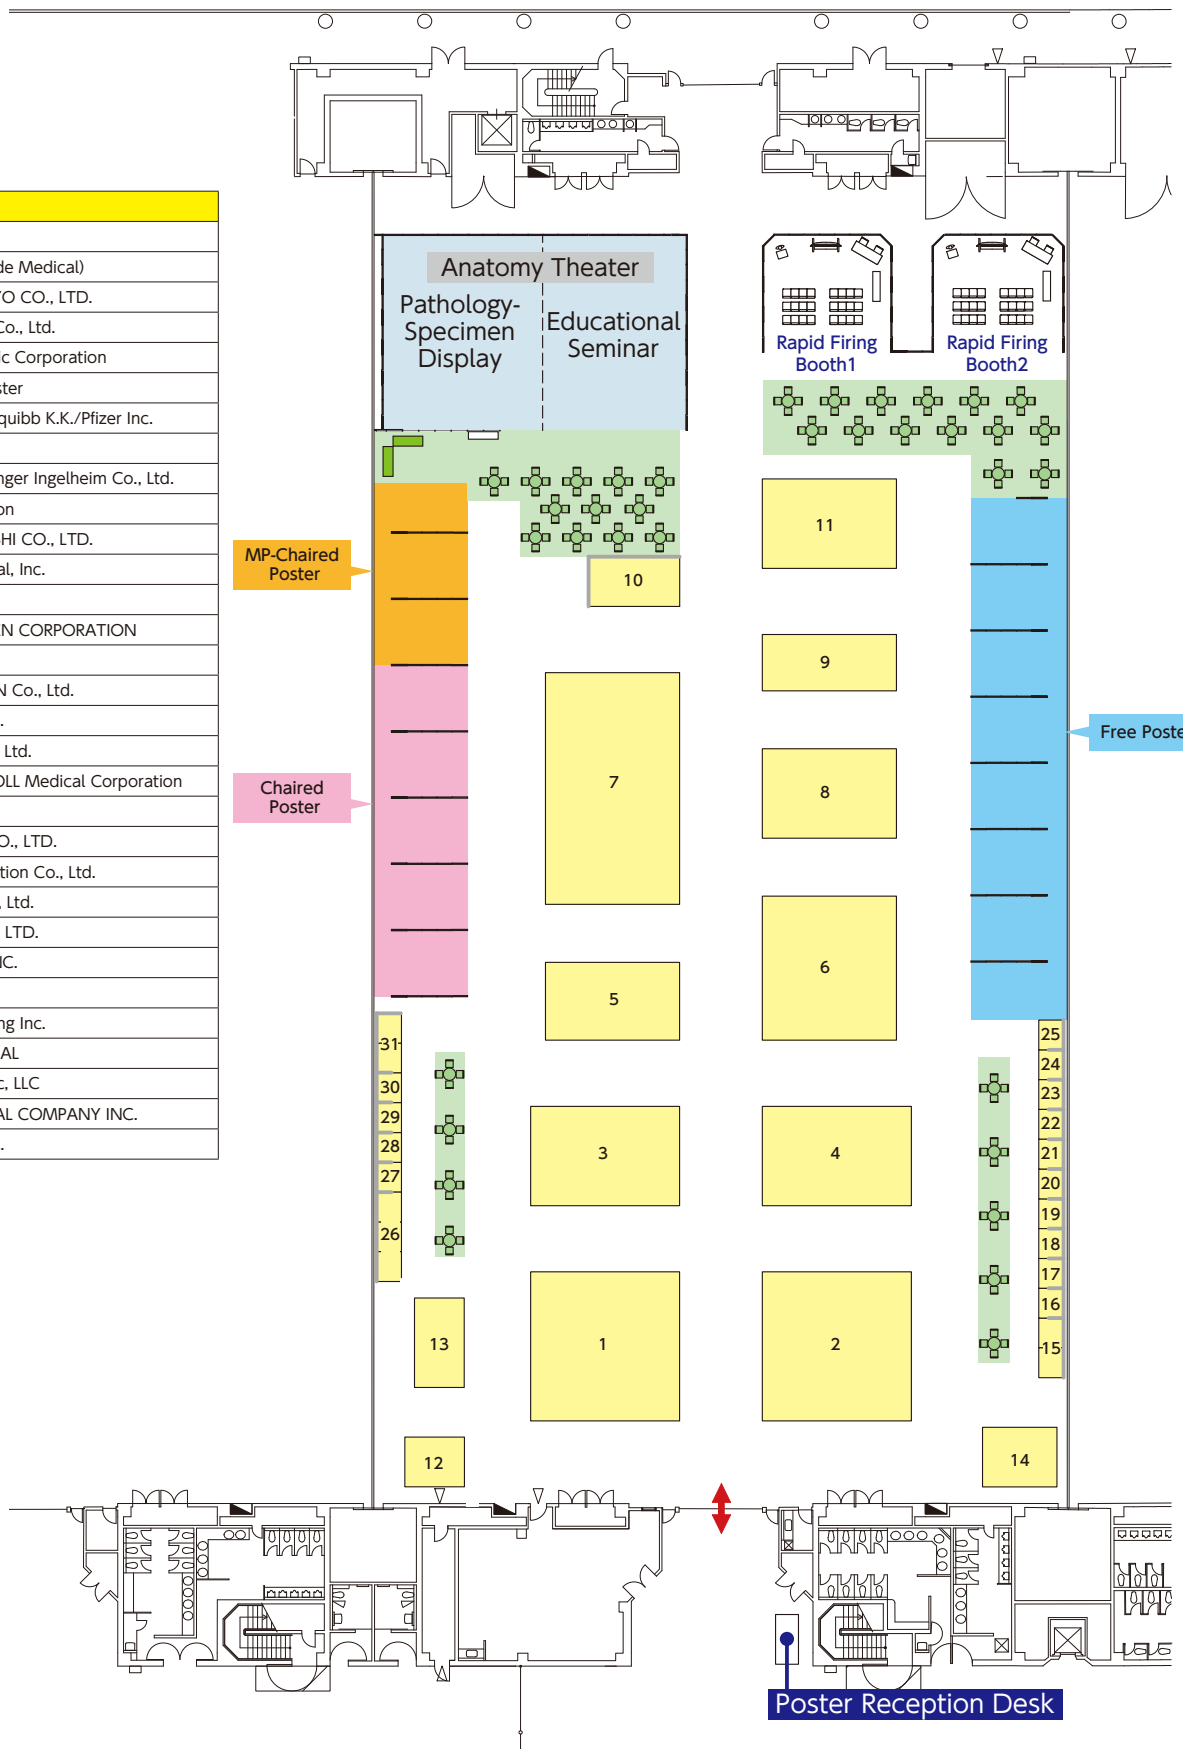 de Medical)
YO CO., LTD.
Co., Ltd.
ic Corporation
ster
quibb K.K./Pfizer Inc.
nger Ingelheim Co., Ltd.
on
SHI CO., LTD.
al, Inc.
EN CORPORATION
N Co., Ltd.
.
Ltd.
OLL Medical Corporation
O., LTD.
tion Co., Ltd.
, Ltd.
LTD.
NC.
ng Inc.
AL
c, LLC
AL COMPANY INC.
.
Anatomy Theater
Pathology-
Specimen
Display
Educational
Seminar
Rapid Firing
Booth1
Rapid Firing
Booth2
MP-Chaired
Poster
Chaired
Poster
Free Poste
11
10
9
7
8
6
5
3
4
1
2
31
30
29
28
27
26
13
12
25
24
23
22
21
20
19
18
17
16
15
14
Poster Reception Desk